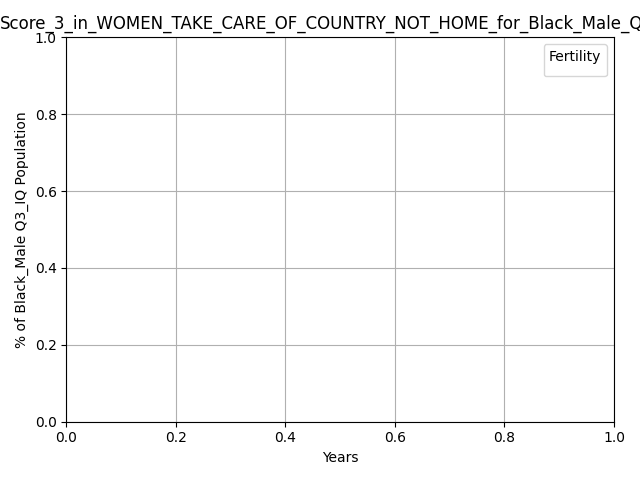 Score_3_in_WOMEN_TAKE_CARE_OF_COUNTRY_NOT_HOME_for_Black_Male_Q
Fertility
% of Black_Male Q3_IQ Population
1.0
0.8
0.6
0.4
0.2
0.0
0.0 0.2 0.4 0.6 0.8 1.0
Years